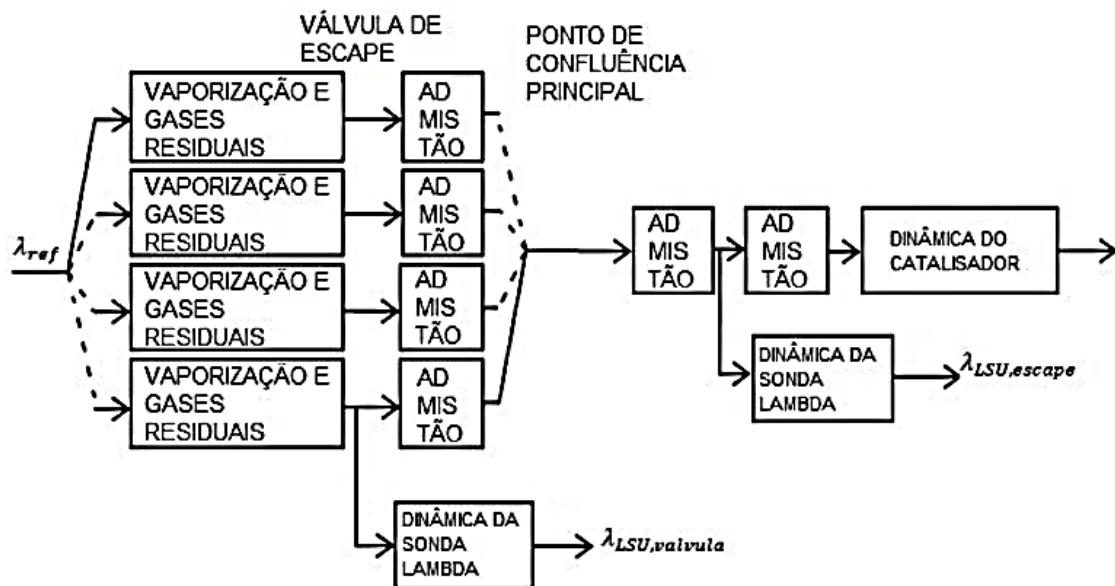 VÁLVULA DE
ESCAPE
PONTO DE
CONFLUÊNCIA
PRINCIPAL
VAPORIZAÇÃO E
GASES
RESIDUAIS
AD
MIS
TÃO
VAPORIZAÇÃO E
GASES
RESIDUAIS
AD
MIS
TÃO
λref
VAPORIZAÇÃO E
GASES
RESIDUAIS
AD
MIS
TÃO
VAPORIZAÇÃO E
GASES
RESIDUAIS
AD
MIS
TÃO
AD
MIS
TÃO
AD
MIS
TÃO
DINÂMICA DO
CATALISADOR
DINÂMICA DA
SONDA
LAMBDA
λLSU,escape
DINÂMICA DA
SONDA
LAMBDA
λLSU,valvula